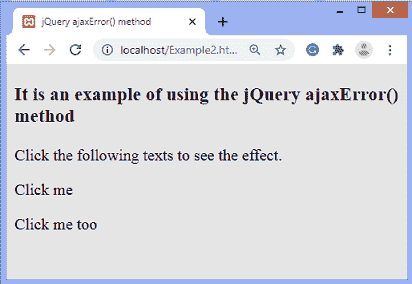 jQuery ajaxError() method
localhost/Example2.ht...
It is an example of using the jQuery ajaxError()
method
Click the following texts to see the effect.
Click me
Click me too